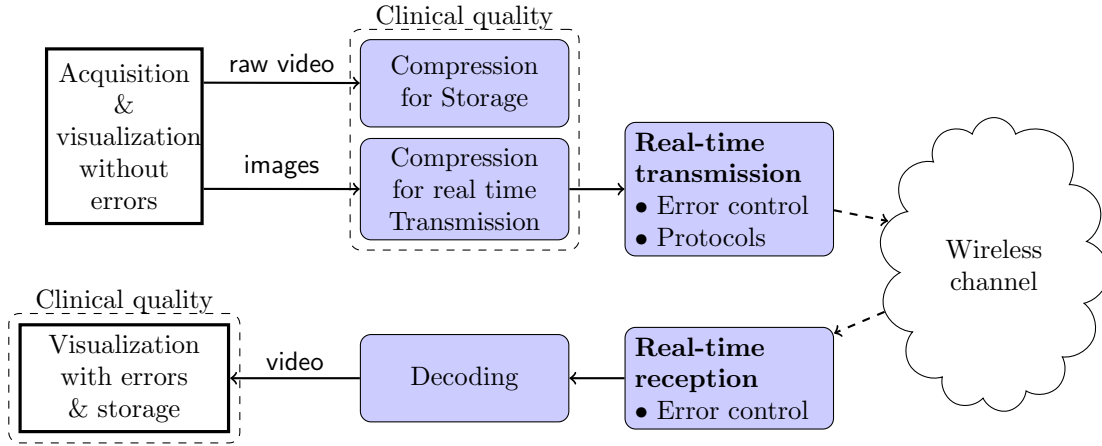 Clinical quality
Acquisition
&
visualization
without
errors
raw video
images
Compression
for Storage
Compression
for real time
Transmission
Real-time
transmission
• Error control
• Protocols
Wireless
channel
Clinical quality
Visualization
with errors
& storage
video
Decoding
Real-time
reception
• Error control